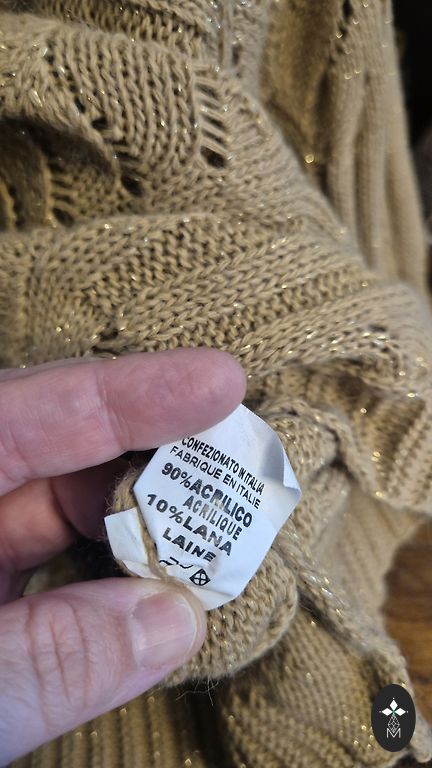 CONFEZIONATO IN ITALIA
FABRIQUE EN ITALIE
90% ACRILICO
ACRILIQUE
10% LANA
LAINE